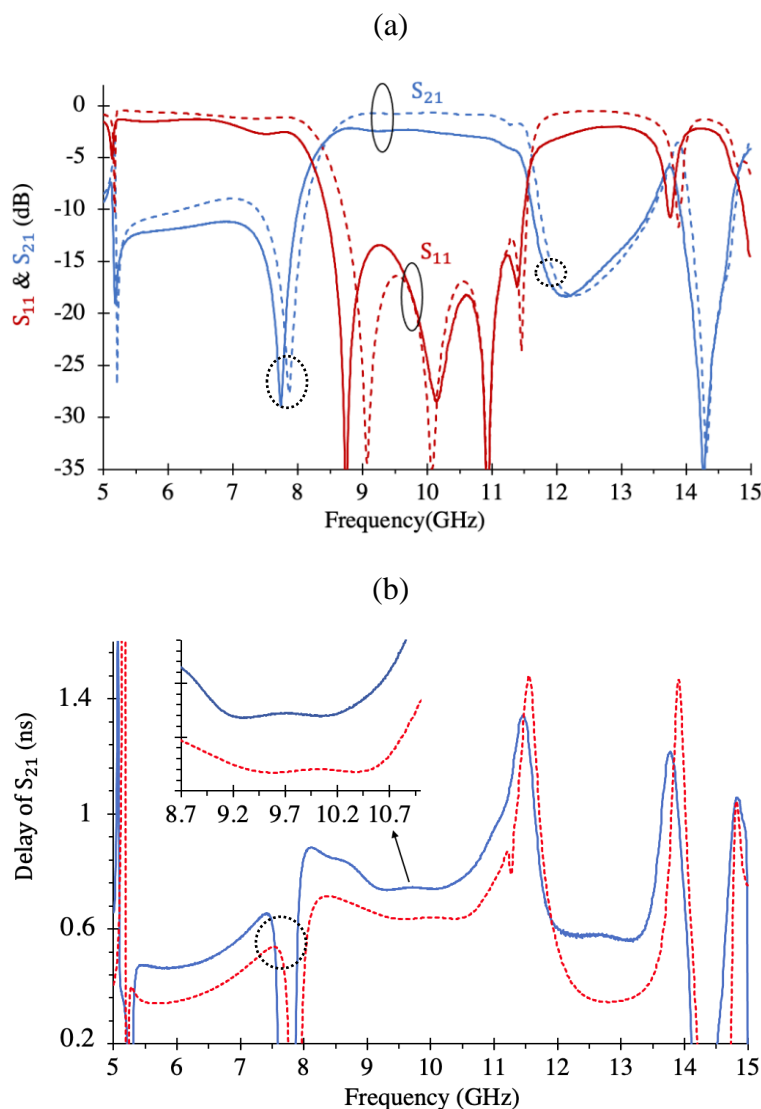 (a)
S₂₁
S₁₁
S₁₁ & S₂₁ (dB)
0
-5
-10
-15
-20
-25
-30
-35
5 6 7 8 9 10 11 12 13 14 15
Frequency(GHz)
(b)
Delay of S₂₁ (ns)
1.4
1
0.6
0.2
8.7 9.2 9.7 10.2 10.7
5 6 7 8 9 10 11 12 13 14 15
Frequency (GHz)